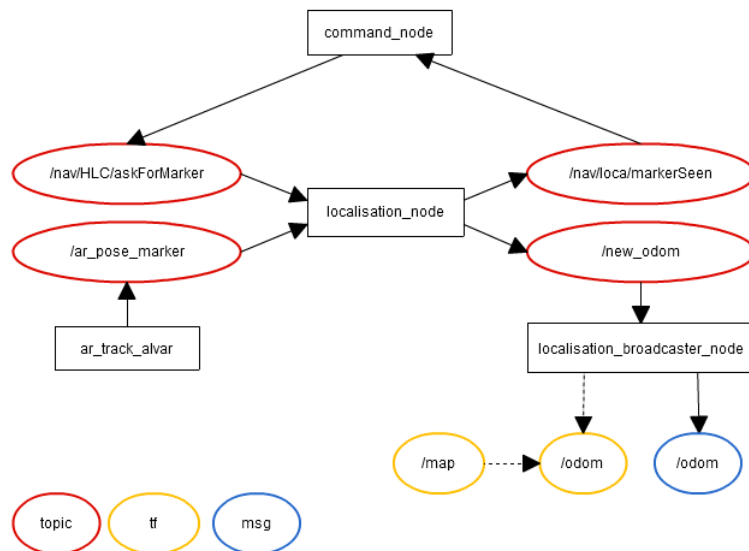 command_node
/nav/HLC/askForMarker
/nav/loca/markerSeen
localisation_node
/ar_pose_marker
/new_odom
ar_track_alvar
localisation_broadcaster_node
/map
/odom
/odom
topic
tf
msg